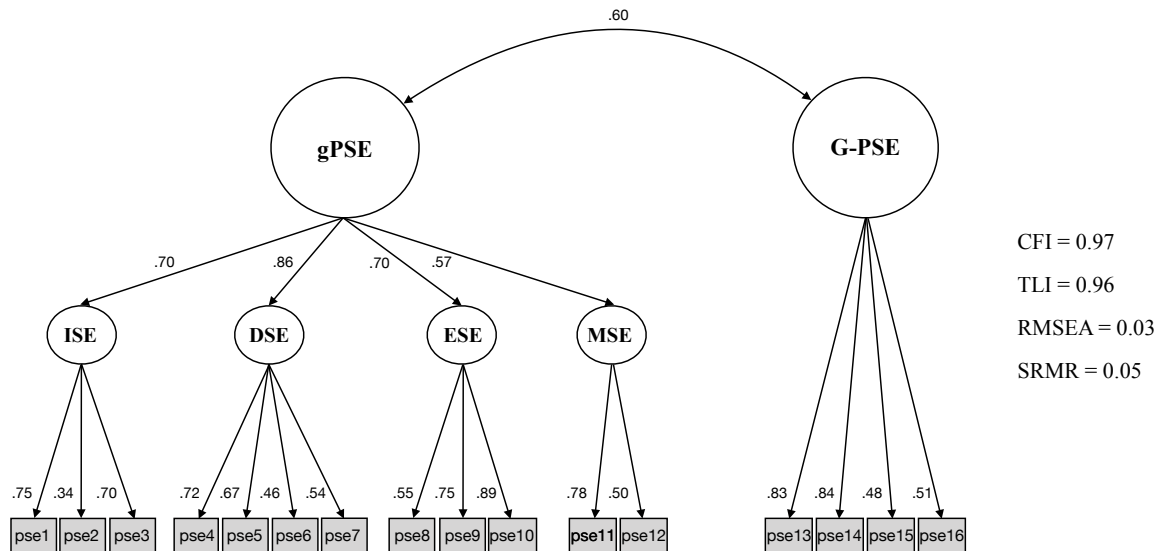 .60
gPSE
G-PSE
CFI = 0.97
TLI = 0.96
RMSEA = 0.03
SRMR = 0.05
.70 .86 .70 .57
ISE DSE ESE MSE
.75 .34 .70 .72 .67 .46 .54 .55 .75 .89 .78 .50 .83 .84 .48 .51
pse1 pse2 pse3 pse4 pse5 pse6 pse7 pse8 pse9 pse10 pse11 pse12 pse13 pse14 pse15 pse16